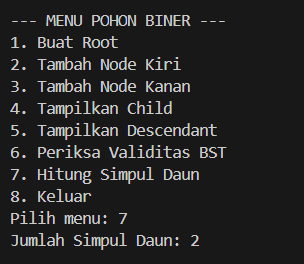 --- MENU POHON BINER ---
1. Buat Root
2. Tambah Node Kiri
3. Tambah Node Kanan
4. Tampilkan Child
5. Tampilkan Descendant
6. Periksa Validitas BST
7. Hitung Simpul Daun
8. Keluar
Pilih menu: 7
Jumlah Simpul Daun: 2